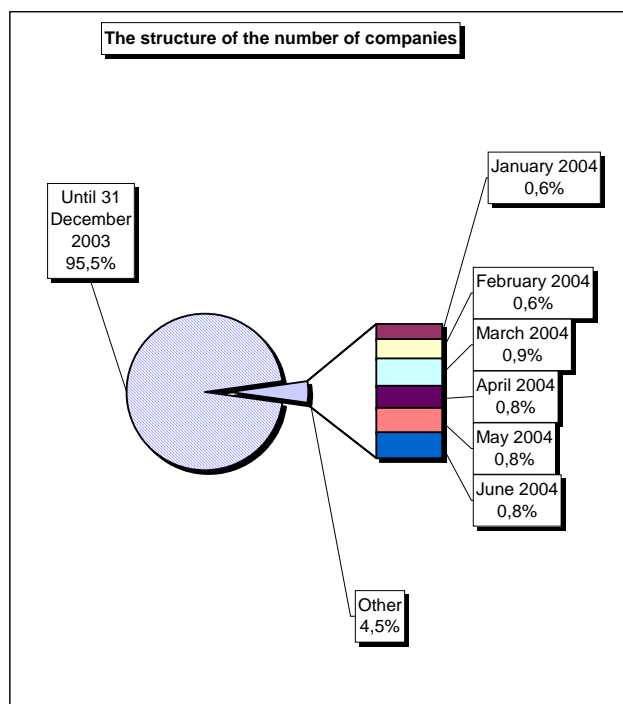 The structure of the number of companies
January 2004
0,6%
Until 31
December
2003
95,5%
February 2004
0,6%
March 2004
0,9%
April 2004
0,8%
May 2004
0,8%
June 2004
0,8%
Other
4,5%